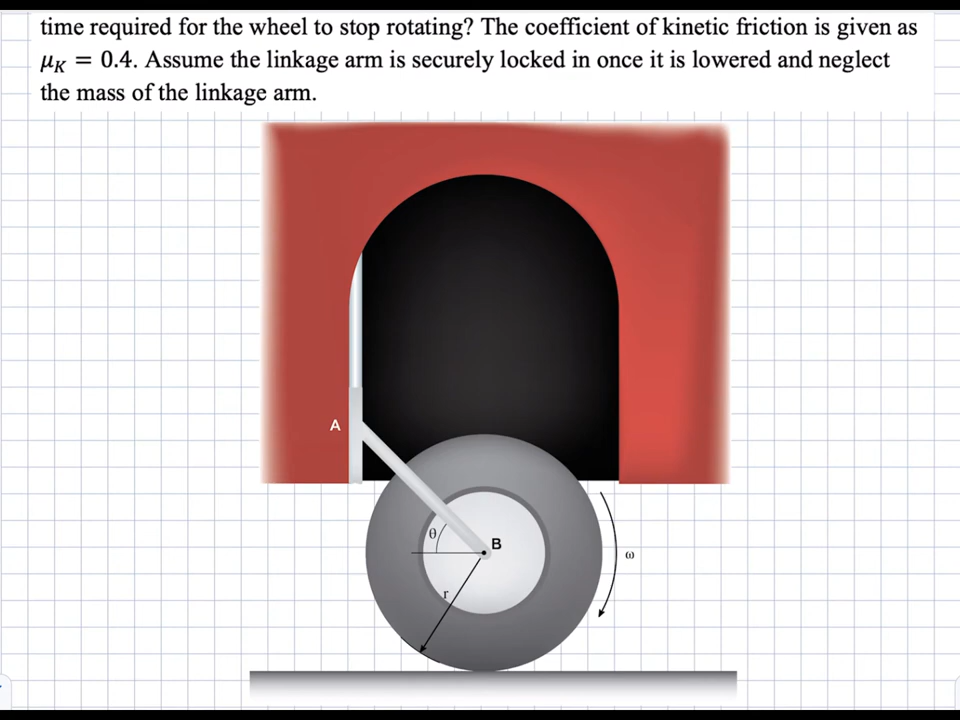 time required for the wheel to stop rotating? The coefficient of kinetic friction is given as
μK = 0.4. Assume the linkage arm is securely locked in once it is lowered and neglect
the mass of the linkage arm.
A
θ
B
ω
r